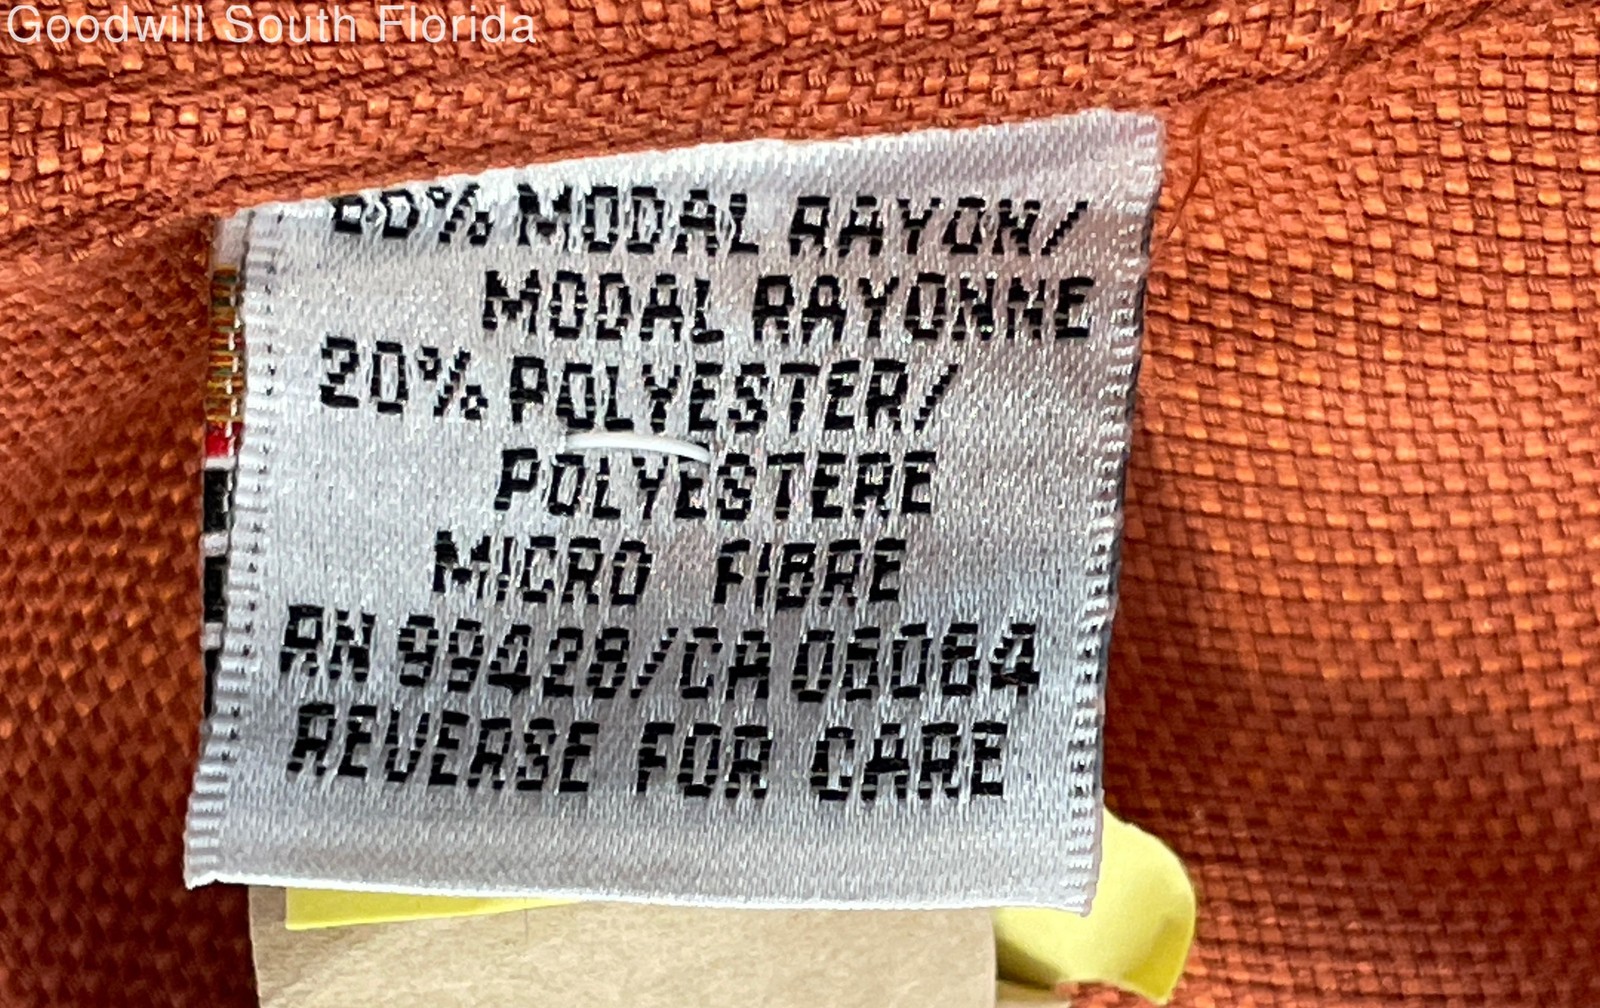 Goodwill South Florida
80% MODAL RAYON/
MODAL RAYONNE
20% POLYESTER/
POLYESTERE
MICRO FIBRE
RN 99428/CA 05064
REVERSE FOR CARE